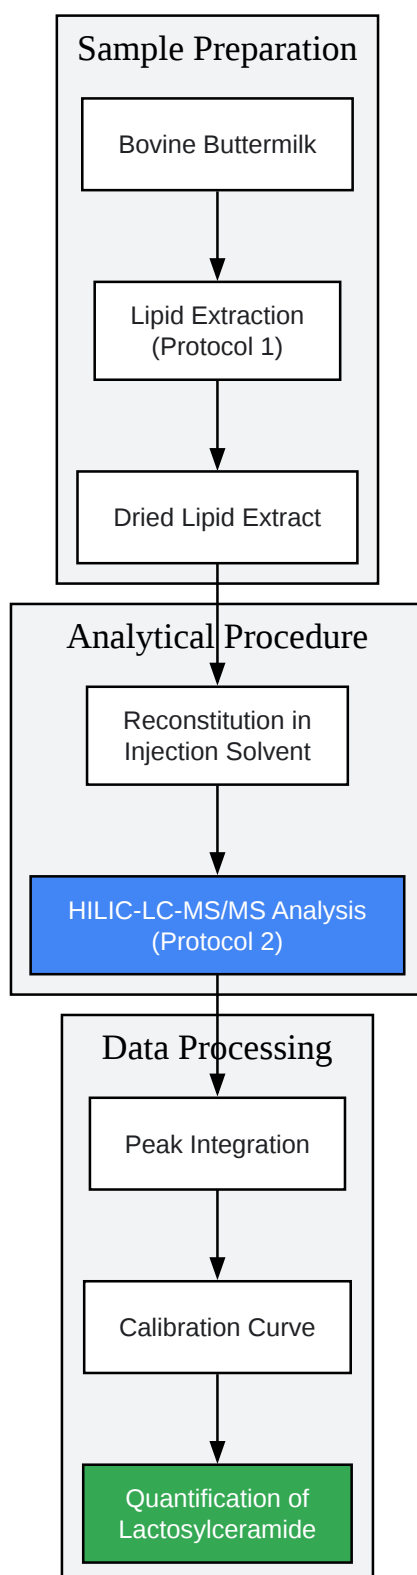 Sample Preparation
Bovine Buttermilk
Lipid Extraction
(Protocol 1)
Dried Lipid Extract
Analytical Procedure
Reconstitution in
Injection Solvent
HILIC-LC-MS/MS Analysis
(Protocol 2)
Data Processing
Peak Integration
Calibration Curve
Quantification of
Lactosylceramide